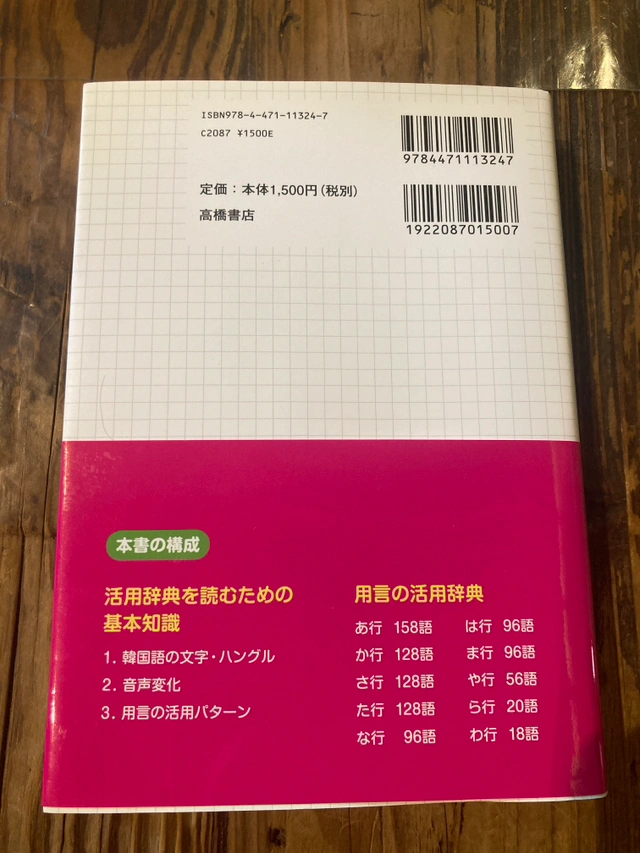 ISBN978-4-471-11324-7
C2087 ¥1500E
9784471113247
定価：本体1,500円(税別)
高橋書店
1922087015007
本書の構成
活用辞典を読むための
基本知識
1. 韓国語の文字・ハングル
2. 音声変化
3. 用言の活用パターン
用言の活用辞典
あ行 158語 は行 96語
か行 128語 ま行 96語
さ行 128語 や行 56語
た行 128語 ら行 20語
な行 96語 わ行 18語